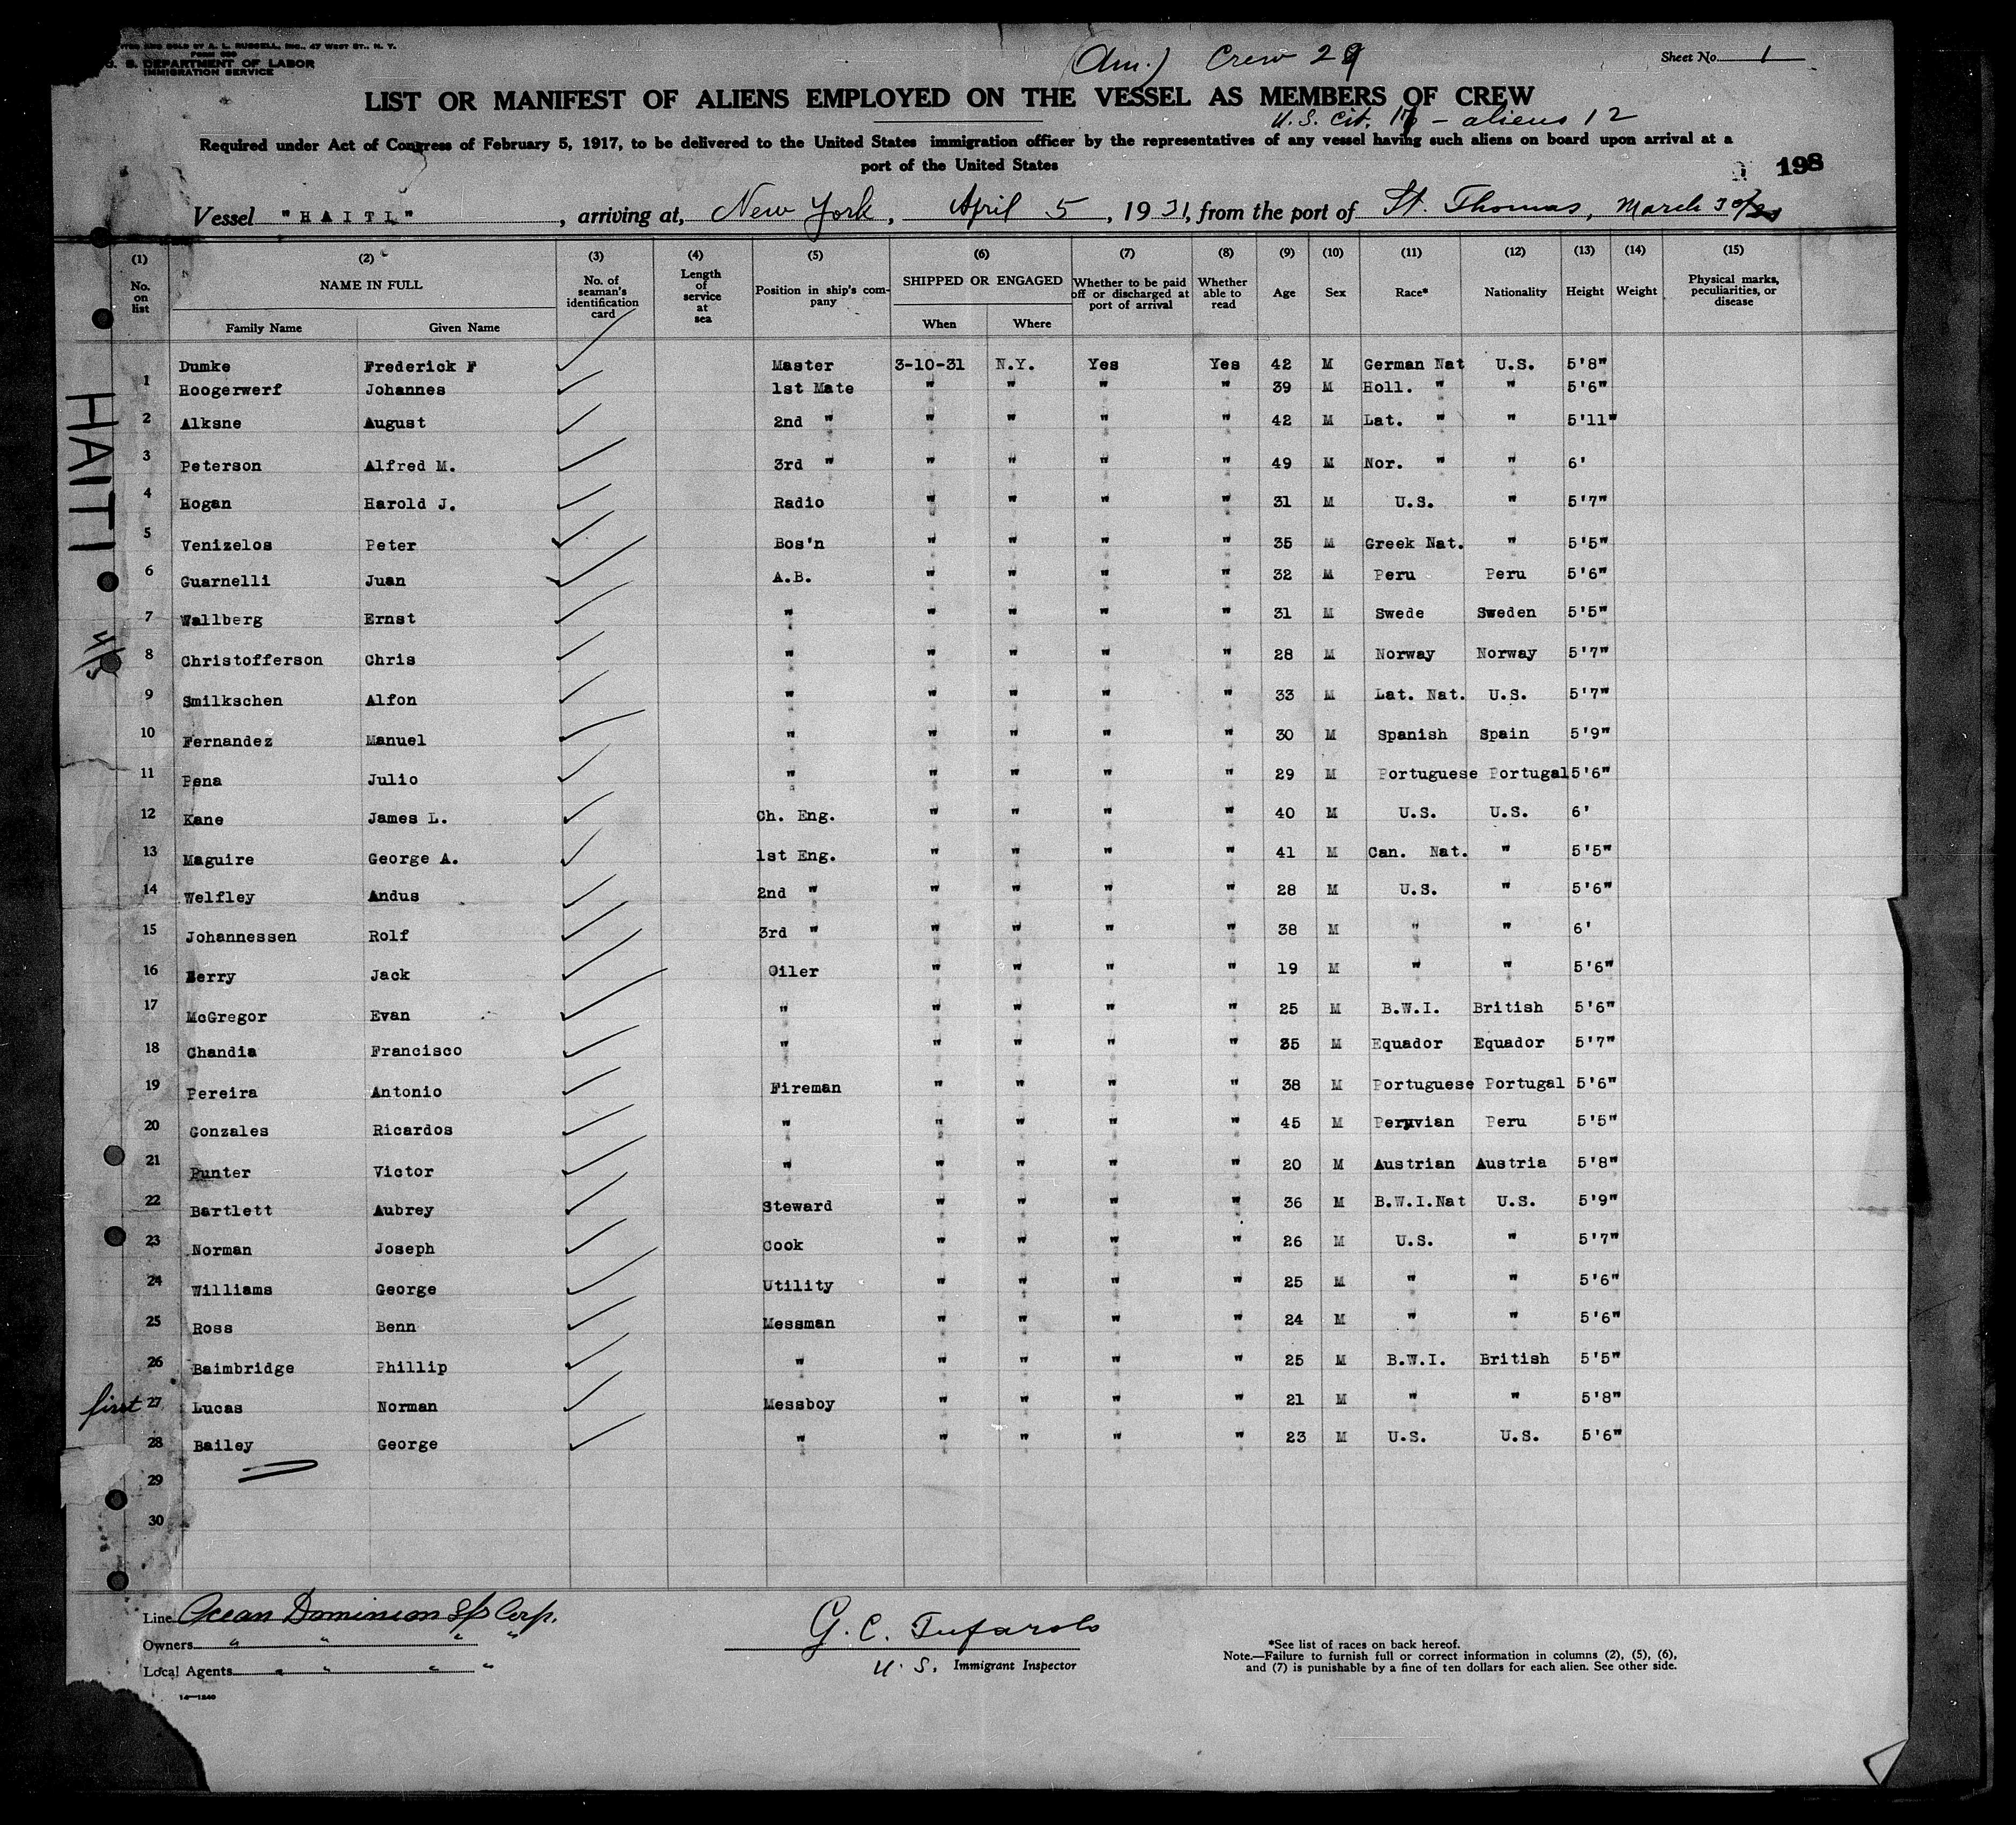 SOLD BY A. L. RUSSELL, INC., 47 WEST ST., N. Y.
Form 689
U. S. DEPARTMENT OF LABOR
IMMIGRATION SERVICE
(Am.) Crew 29
Sheet No. 1
LIST OR MANIFEST OF ALIENS EMPLOYED ON THE VESSEL AS MEMBERS OF CREW
U.S. Cit. 17 - aliens 12
Required under Act of Congress of February 5, 1917, to be delivered to the United States immigration officer by the representatives of any vessel having such aliens on board upon arrival at a
port of the United States
198
Vessel "HAITI", arriving at, New York, April 5, 1931, from the port of St. Thomas, March 30/31
(1) (2) (3) (4) (5) (6) (7) (8) (9) (10) (11) (12) (13) (14) (15)
No. on list NAME IN FULL Family Name Given Name No. of seaman's identification card Length of service at sea Position in ship's company SHIPPED OR ENGAGED When Where Whether to be paid off or discharged at port of arrival Whether able to read Age Sex Race* Nationality Height Weight Physical marks, peculiarities, or disease
HAITI
4/5
Dumke Frederick F Master 3-10-31 N.Y. Yes Yes 42 M German Nat U.S. 5'8"
1 Hoogerwerf Johannes 1st Mate " " " " 39 M Holl. " " 5'6"
2 Alksne August 2nd " " " " " 42 M Lat. " " 5'11"
3 Peterson Alfred M. 3rd " " " " " 49 M Nor. " " 6'
4 Hogan Harold J. Radio " " " " 31 M U.S. " 5'7"
5 Venizelos Peter Bos'n " " " " 35 M Greek Nat. " 5'5"
6 Guarnelli Juan A.B. " " " " 32 M Peru Peru 5'6"
7 Wallberg Ernst " " " " " 31 M Swede Sweden 5'5"
8 Christofferson Chris " " " " " 28 M Norway Norway 5'7"
9 Smilkschen Alfon " " " " " 33 M Lat. Nat. U.S. 5'7"
10 Fernandez Manuel " " " " " 30 M Spanish Spain 5'9"
11 Pena Julio " " " " " 29 M Portuguese Portugal 5'6"
12 Kane James L. Ch. Eng. " " " " 40 M U.S. U.S. 6'
13 Maguire George A. 1st Eng. " " " " 41 M Can. Nat. " 5'5"
14 Welfley Andus 2nd " " " " " 28 M U.S. " 5'6"
15 Johannessen Rolf 3rd " " " " " 38 M " " 6'
16 Berry Jack Oiler " " " " 19 M " " 5'6"
17 McGregor Evan " " " " " 25 M B.W.I. British 5'6"
18 Chandia Francisco " " " " " 35 M Equador Equador 5'7"
19 Pereira Antonio Fireman " " " " 38 M Portuguese Portugal 5'6"
20 Gonzales Ricardos " " " " " 45 M Peryvian Peru 5'5"
21 Punter Victor " " " " " 20 M Austrian Austria 5'8"
22 Bartlett Aubrey Steward " " " " 36 M B.W.I.Nat U.S. 5'9"
23 Norman Joseph Cook " " " " 26 M U.S. " 5'7"
24 Williams George Utility " " " " 25 M " " 5'6"
25 Ross Benn Messman " " " " 24 M " " 5'6"
26 Baimbridge Phillip " " " " " 25 M B.W.I. British 5'5"
first 27 Lucas Norman Messboy " " " " 21 M " " 5'8"
28 Bailey George " " " " " 23 M U.S. U.S. 5'6"
29
30
Line Ocean Dominion S/S Corp.
Owners " " " "
Local Agents " " " "
G. C. Tufarolo
U. S. Immigrant Inspector
*See list of races on back hereof.
Note.—Failure to furnish full or correct information in columns (2), (5), (6),
and (7) is punishable by a fine of ten dollars for each alien. See other side.
14—1240